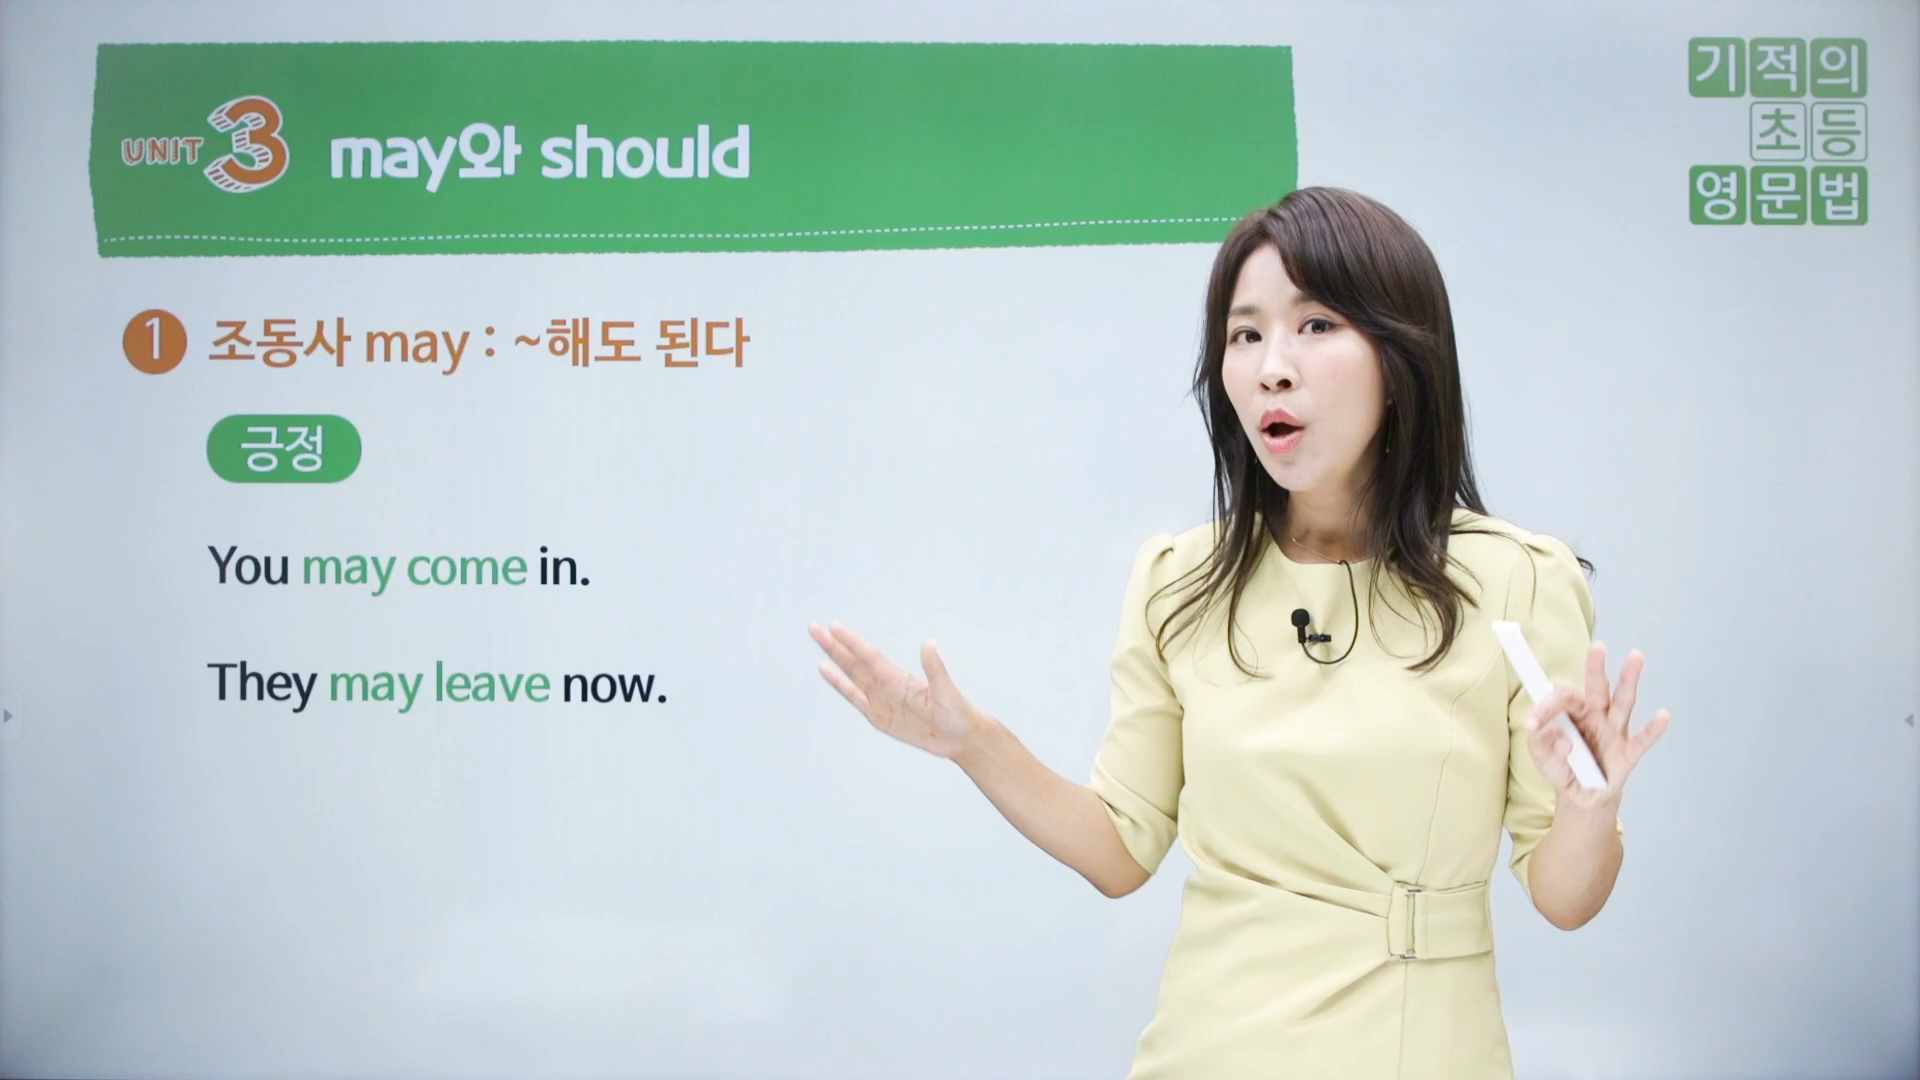 UNIT 3 may와 should
기적의
초등
영문법
1 조동사 may : ~해도 된다
긍정
You may come in.
They may leave now.